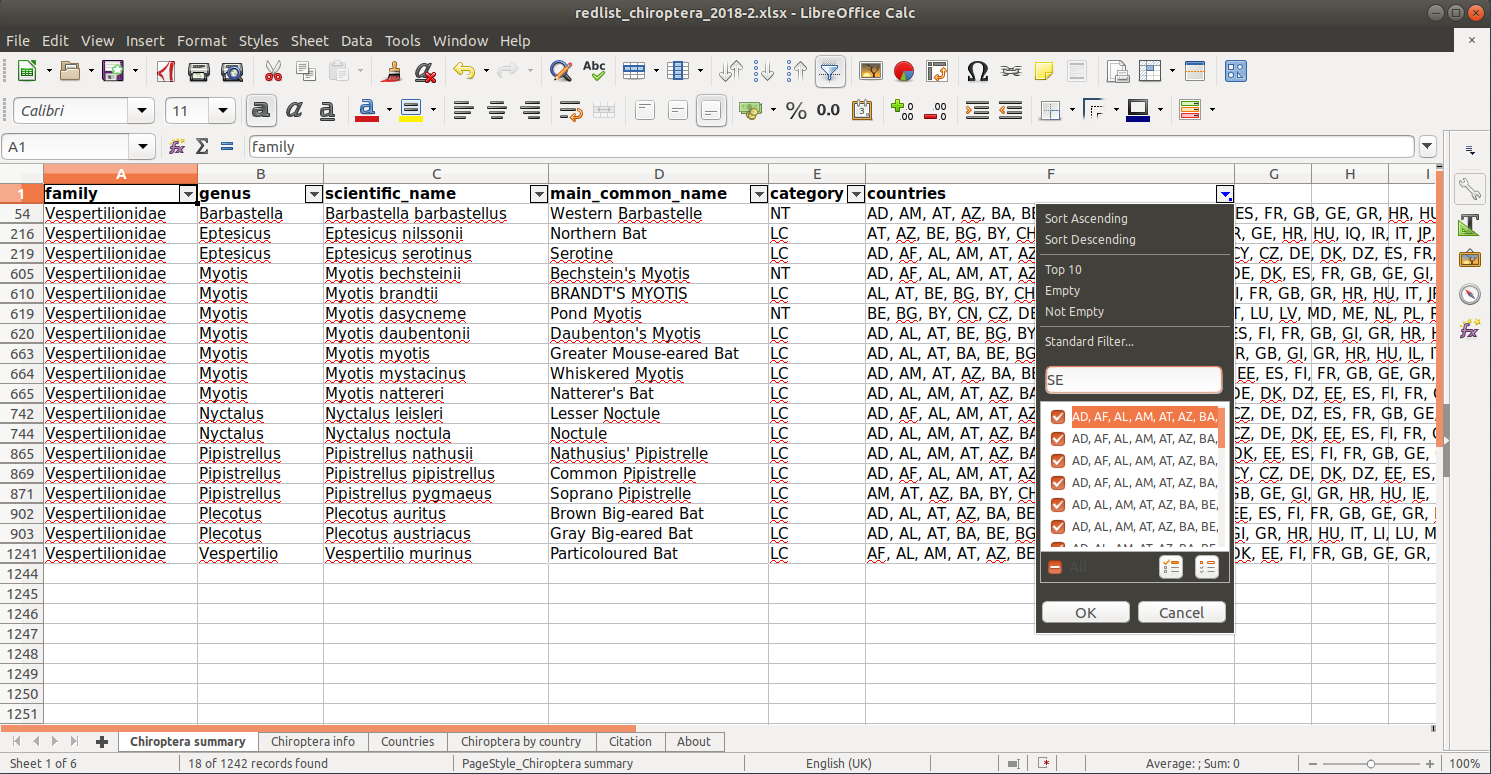 redlist_chiroptera_2018-2.xlsx - LibreOffice Calc
File Edit View Insert Format Styles Sheet Data Tools Window Help
Calibri 11
A1 family
A B C D E F G H I
1 family genus scientific_name main_common_name category countries
54 Vespertilionidae Barbastella Barbastella barbastellus Western Barbastelle NT AD, AM, AT, AZ, BA, ES, FR, GB, GE, GR, HR, HU
216 Vespertilionidae Eptesicus Eptesicus nilssonii Northern Bat LC AT, AZ, BE, BG, BY, CH GE, HR, HU, IQ, IR, IT, JP,
219 Vespertilionidae Eptesicus Eptesicus serotinus Serotine LC AD, AF, AL, AM, AT, AZ CY, CZ, DE, DK, DZ, ES, FR,
605 Vespertilionidae Myotis Myotis bechsteinii Bechstein's Myotis NT AD, AM, AT, AZ, BA, DE, DK, ES, FR, GB, GE, GI,
610 Vespertilionidae Myotis Myotis brandtii BRANDT'S MYOTIS LC AL, AT, BE, BG, BY, CH FR, GB, GR, HR, HU, IT,
619 Vespertilionidae Myotis Myotis dasycneme Pond Myotis NT BE, BG, BY, CN, CZ, DE LU, LV, MD, ME, NL, PL,
620 Vespertilionidae Myotis Myotis daubentonii Daubenton's Myotis LC AD, AL, AT, BE, BG, BY ES, FI, FR, GB, GI, GR, HR,
663 Vespertilionidae Myotis Myotis myotis Greater Mouse-eared Bat LC AD, AL, AT, BA, BE, BG GB, GI, GR, HR, HU, IL,
664 Vespertilionidae Myotis Myotis mystacinus Whiskered Myotis LC AD, AM, AT, AZ, BA, EE, ES, FI, FR, GB, GE, GR,
665 Vespertilionidae Myotis Myotis nattereri Natterer's Bat LC AD, AL, AM, AT, AZ, DE, DK, DZ, EE, ES, FI, FR,
742 Vespertilionidae Nyctalus Nyctalus leisleri Lesser Noctule LC AD, AF, AL, AM, AT, AZ CZ, DE, DZ, ES, FR, GB, GE,
744 Vespertilionidae Nyctalus Nyctalus noctula Noctule LC AD, AL, AM, AT, AZ, BA CZ, DE, DK, EE, ES, FI, FR,
865 Vespertilionidae Pipistrellus Pipistrellus nathusii Nathusius' Pipistrelle LC AD, AL, AM, AT, AZ, DK, EE, ES, FI, FR, GB, GE,
869 Vespertilionidae Pipistrellus Pipistrellus pipistrellus Common Pipistrelle LC AD, AF, AL, AM, AT, CY, CZ, DE, DK, DZ, EE, ES,
871 Vespertilionidae Pipistrellus Pipistrellus pygmaeus Soprano Pipistrelle LC AM, AT, AZ, BA, BY, CH GB, GE, GI, GR, HR, HU, IE,
902 Vespertilionidae Plecotus Plecotus auritus Brown Big-eared Bat LC AD, AL, AT, AZ, BA, BE EE, ES, FI, FR, GB, GE, GR,
903 Vespertilionidae Plecotus Plecotus austriacus Gray Big-eared Bat LC AD, AL, AT, BA, BE, BG GI, GR, HR, HU, IT, LI, LU,
1241 Vespertilionidae Vespertilio Vespertilio murinus Particoloured Bat LC AF, AL, AM, AT, AZ, BE DK, EE, FI, FR, GB, GE, GR,
1244
1245
1246
1247
1248
1249
1250
1251
Sort Ascending
Sort Descending
Top 10
Empty
Not Empty
Standard Filter...
SE
AD, AF, AL, AM, AT, AZ, BA,
AD, AF, AL, AM, AT, AZ, BA,
AD, AF, AL, AM, AT, AZ, BA,
AD, AF, AL, AM, AT, AZ, BA,
AD, AL, AM, AT, AZ, BA, BE,
AD, AL, AM, AT, AZ, BA, BE,
All
OK Cancel
Chiroptera summary Chiroptera info Countries Chiroptera by country Citation About
Sheet 1 of 6 18 of 1242 records found PageStyle_Chiroptera summary English (UK) Average: ; Sum: 0 100%